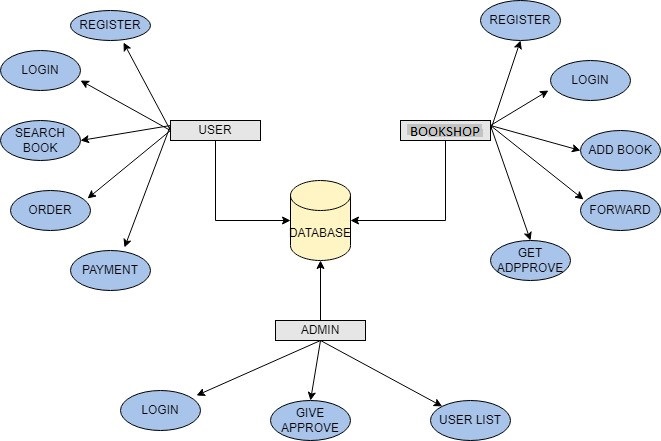 REGISTER
LOGIN
SEARCH
BOOK
ORDER
PAYMENT
USER
REGISTER
LOGIN
ADD BOOK
FORWARD
GET
ADPPROVE
BOOKSHOP
DATABASE
ADMIN
LOGIN
GIVE
APPROVE
USER LIST